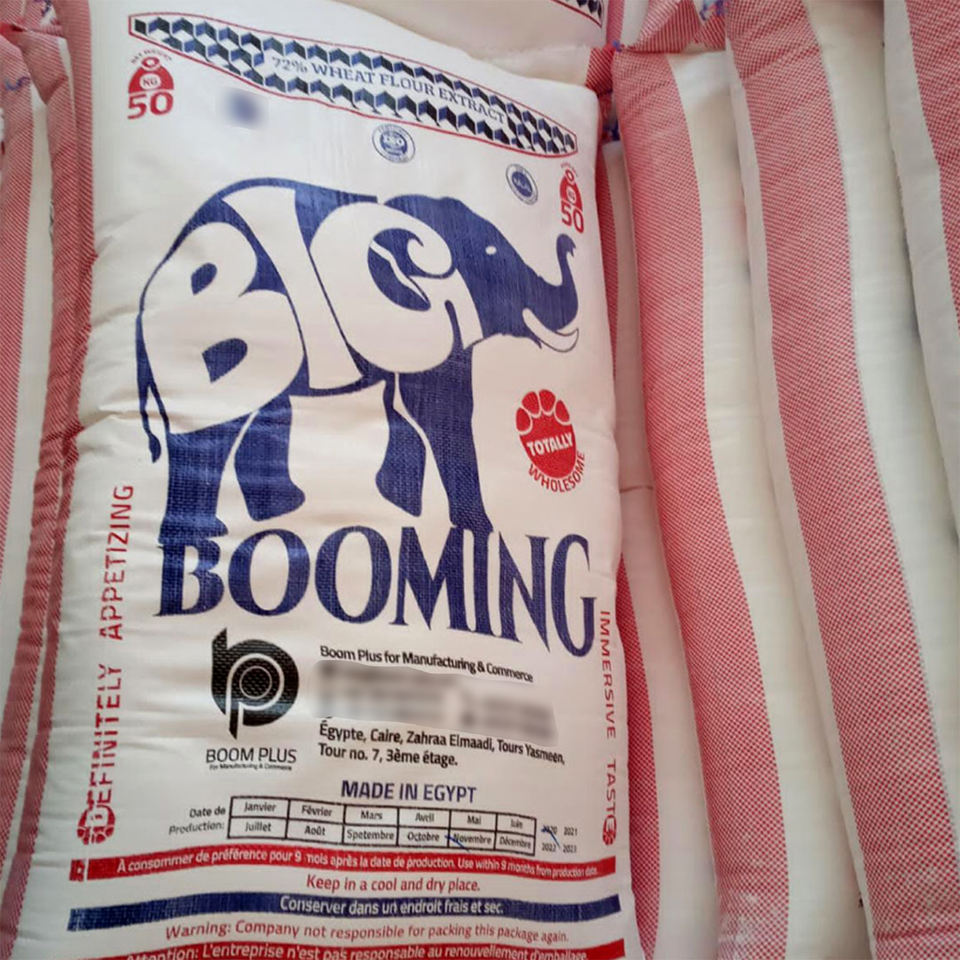 72% WHEAT FLOUR EXTRACT
NET WEIGHT
KG
50
ISO
KG
50
BIG
TOTALLY
WHOLESOME
BOOMING
DEFINITELY APPETIZING
IMMERSIVE TASTE
Boom Plus for Manufacturing & Commerce
BOOM PLUS
For Manufacturing & Commerce
Égypte, Caire, Zahraa Elmaadi, Tours Yasmeen,
Tour no. 7, 3ème étage.
MADE IN EGYPT
Date de Production:
Janvier Février Mars Avril Mai Juin 2020 2021
Juillet Août Spetembre Octobre Novembre Décembre 2022 2023
À consommer de préférence pour 9 mois après la date de production. Use within 9 months from production date.
Keep in a cool and dry place.
Conserver dans un endroit frais et sec.
Warning: Company not responsible for packing this package again.
Attention: L'entreprise n'est pas responsable au renouvellement d'emballage